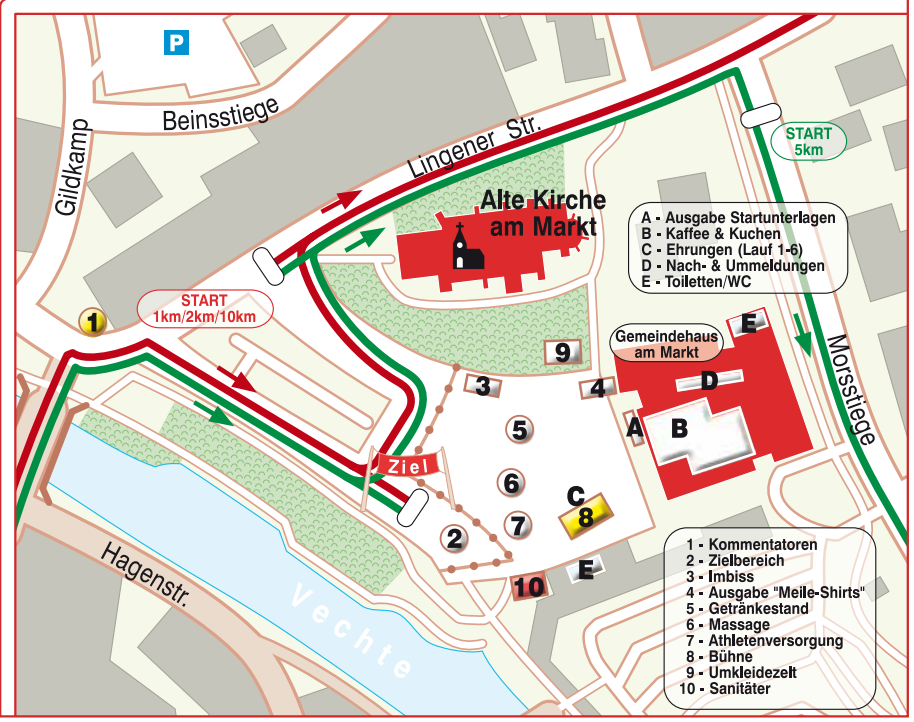 P
Beinsstiege
Gildkamp
Lingener Str.
START
5km
Alte Kirche
am Markt
A - Ausgabe Startunterlagen
B - Kaffee & Kuchen
C - Ehrungen (Lauf 1-6)
D - Nach- & Ummeldungen
E - Toiletten/WC
START
1km/2km/10km
1
E
Gemeindehaus
am Markt
9
3
4
D
Morsstiege
5
A
B
Ziel
6
C
8
7
2
E
10
Hagenstr.
Vechte
1 - Kommentatoren
2 - Zielbereich
3 - Imbiss
4 - Ausgabe "Meile-Shirts"
5 - Getränkestand
6 - Massage
7 - Athletenversorgung
8 - Bühne
9 - Umkleidezelt
10 - Sanitäter